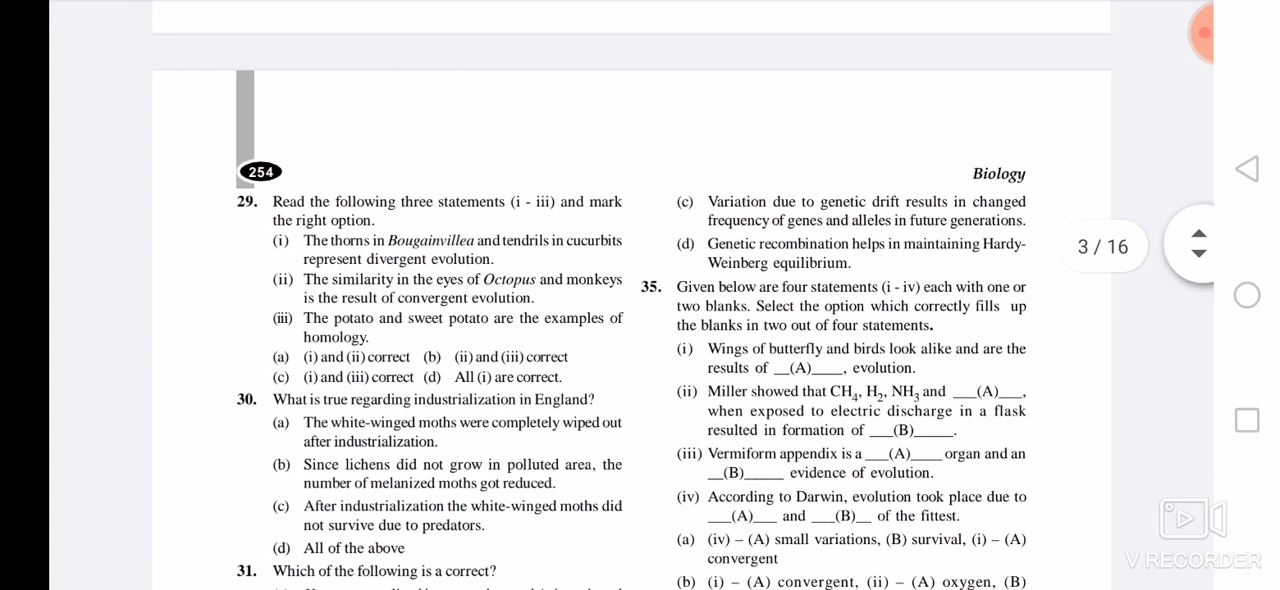 254
Biology
29. Read the following three statements (i - iii) and mark
the right option.
(i) The thorns in Bougainvillea and tendrils in cucurbits
represent divergent evolution.
(ii) The similarity in the eyes of Octopus and monkeys
is the result of convergent evolution.
(iii) The potato and sweet potato are the examples of
homology.
(a) (i) and (ii) correct (b) (ii) and (iii) correct
(c) (i) and (iii) correct (d) All (i) are correct.
30. What is true regarding industrialization in England?
(a) The white-winged moths were completely wiped out
after industrialization.
(b) Since lichens did not grow in polluted area, the
number of melanized moths got reduced.
(c) After industrialization the white-winged moths did
not survive due to predators.
(d) All of the above
31. Which of the following is a correct?
(c) Variation due to genetic drift results in changed
frequency of genes and alleles in future generations.
(d) Genetic recombination helps in maintaining Hardy-
Weinberg equilibrium.
35. Given below are four statements (i - iv) each with one or
two blanks. Select the option which correctly fills up
the blanks in two out of four statements.
(i) Wings of butterfly and birds look alike and are the
results of __(A)____, evolution.
(ii) Miller showed that CH4, H2, NH3 and ___(A)___,
when exposed to electric discharge in a flask
resulted in formation of ___(B)_____.
(iii) Vermiform appendix is a ___(A)____ organ and an
__(B)_____ evidence of evolution.
(iv) According to Darwin, evolution took place due to
___(A)___ and ___(B)__ of the fittest.
(a) (iv) – (A) small variations, (B) survival, (i) – (A)
convergent
(b) (i) – (A) convergent, (ii) – (A) oxygen, (B)
3 / 16
V RECORDER